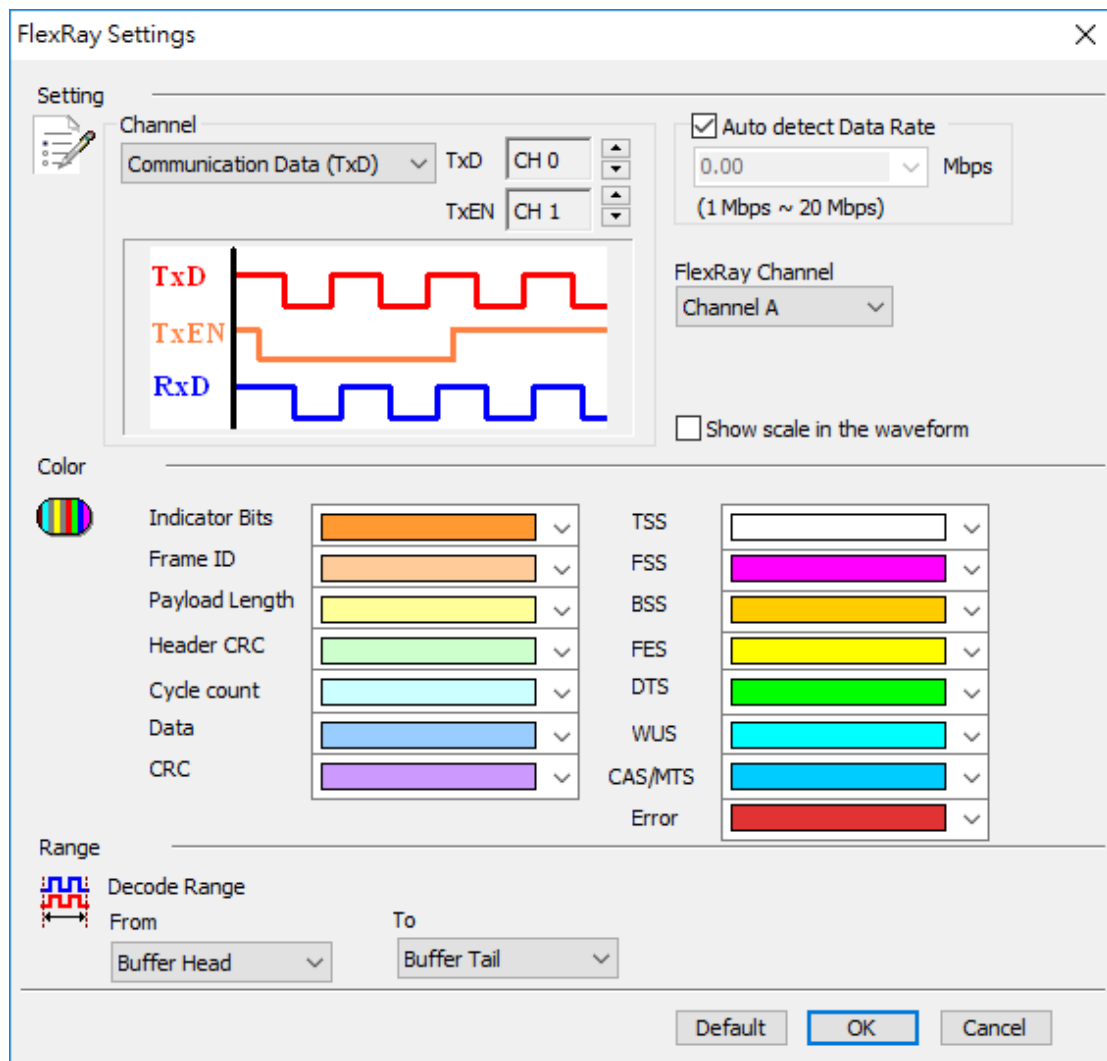 FlexRay Settings
Setting
Channel
Communication Data (TxD)
TxD
CH 0
TxEN
CH 1
Auto detect Data Rate
0.00
Mbps
(1 Mbps ~ 20 Mbps)
TxD
TxEN
RxD
FlexRay Channel
Channel A
Show scale in the waveform
Color
Indicator Bits
Frame ID
Payload Length
Header CRC
Cycle count
Data
CRC
TSS
FSS
BSS
FES
DTS
WUS
CAS/MTS
Error
Range
Decode Range
From
To
Buffer Head
Buffer Tail
Default
OK
Cancel